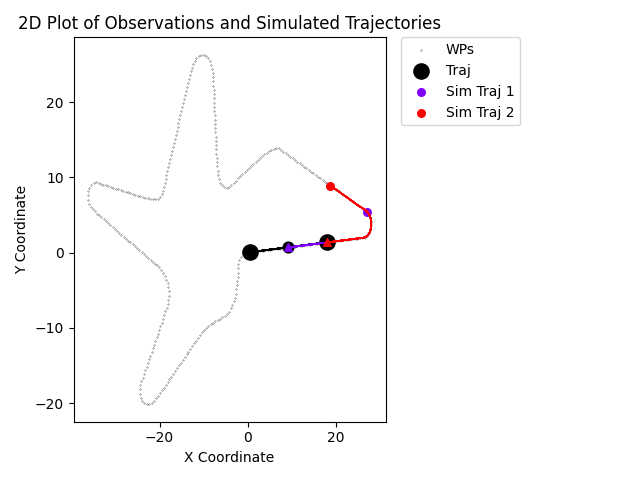 2D Plot of Observations and Simulated Trajectories
WPs
Traj
Sim Traj 1
Sim Traj 2
20
10
0
−10
−20
Y Coordinate
−20
0
20
X Coordinate